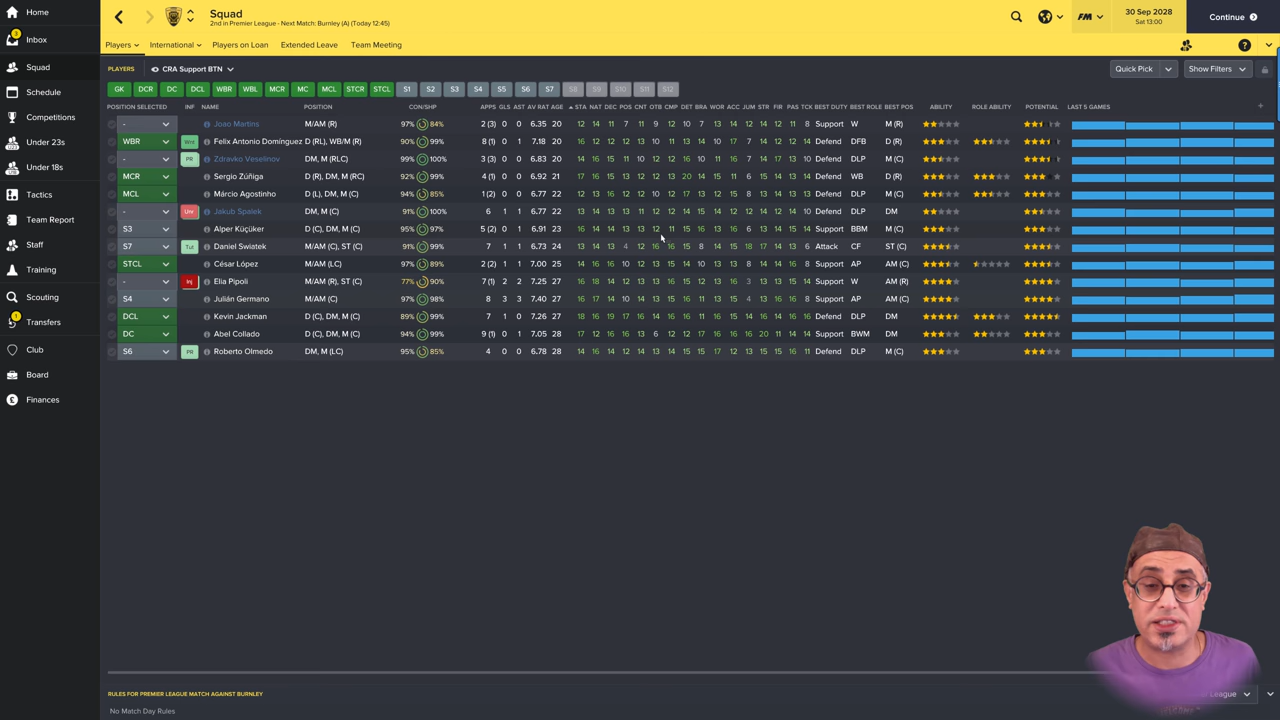 Home
3
Inbox
Squad
Schedule
Competitions
Under 23s
Under 18s
Tactics
Team Report
Staff
Training
Scouting
1
Transfers
Club
Board
Finances
Squad
2nd in Premier League - Next Match: Burnley (A) (Today 12:45)
FM
30 Sep 2028
Sat 13:00
Continue
Players International Players on Loan Extended Leave Team Meeting
PLAYERS CRA Support BTN
Quick Pick Show Filters
GK DCR DC DCL WBR WBL MCR MC MCL STCR STCL S1 S2 S3 S4 S5 S6 S7 S8 S9 S10 S11 S12
POSITION SELECTED INF NAME POSITION CON/SHP APPS GLS AST AV RAT AGE STA NAT DEC POS CNT OTB CMP DET BRA WOR ACC JUM STR FIR PAS TCK BEST DUTY BEST ROLE BEST POS ABILITY ROLE ABILITY POTENTIAL LAST 5 GAMES
- Joao Martins M/AM (R) 97% 84% 2 (3) 0 0 6.35 20 12 14 11 7 11 9 12 10 7 13 14 12 14 12 11 8 Support W M (R)
WBR Wnt Felix Antonio Domínguez D (RL), WB/M (R) 90% 99% 8 (1) 0 1 7.18 20 16 12 12 12 13 10 11 13 14 10 17 7 14 12 12 14 Defend DFB D (R)
- PR Zdravko Veselinov DM, M (RLC) 99% 100% 3 (3) 0 0 6.83 20 14 16 15 11 10 12 12 16 10 11 16 7 11 14 14 12 Defend DLP M (C)
MCR Sergio Zúñiga D (R), DM, M (RC) 92% 99% 4 (1) 0 0 6.92 21 17 16 15 13 12 12 13 20 14 15 11 6 15 14 13 12 Defend WB D (R)
MCL Márcio Agostinho D (L), DM, M (C) 94% 85% 1 (2) 0 0 6.77 22 12 13 16 12 12 10 12 17 13 12 15 8 13 14 15 12 Defend DLP M (C)
- Unr Jakub Spalek DM, M (C) 91% 100% 6 1 1 6.77 22 13 14 13 13 11 12 12 14 15 14 12 16 12 12 14 10 Defend DLP DM
S3 Alper Küçüker D (C), DM, M (C) 95% 97% 5 (2) 0 0 6.91 23 16 14 14 12 13 12 11 15 16 12 16 6 13 14 15 14 Support BBM M (C)
S7 Tut Daniel Swiatek M/AM (C), ST (C) 91% 99% 7 1 1 6.73 24 13 14 13 4 12 16 16 15 8 14 15 18 17 14 13 6 Attack CF ST (C)
STCL César López M/AM (LC) 97% 89% 2 (2) 1 1 7.00 25 14 16 16 10 12 13 15 14 10 13 13 8 14 14 16 8 Support AP AM (C)
- Inj Elia Pipoli M/AM (R), ST (C) 77% 90% 7 (1) 2 2 7.25 27 16 18 14 12 12 13 14 16 13 16 15 3 13 13 15 8 Support W AM (R)
S4 Julián Germano M/AM (C) 97% 98% 8 3 3 7.40 27 16 17 14 10 14 15 16 16 11 13 15 4 13 16 16 8 Support AP AM (C)
DCL Kevin Jackman D (C), DM, M (C) 89% 99% 7 1 0 7.26 27 18 16 19 17 16 14 16 12 14 16 12 14 16 14 16 14 Defend DLP DM
DC Abel Collado D (C), DM, M (C) 94% 99% 9 (1) 0 0 7.05 28 17 12 16 16 13 6 12 12 17 16 16 16 20 11 14 14 Defend BWM DM
S6 PR Roberto Olmedo DM, M (LC) 95% 85% 4 0 0 6.78 28 14 16 14 12 14 13 14 15 17 12 13 15 15 16 11 Defend DLP M (C)
RULES FOR PREMIER LEAGUE MATCH AGAINST BURNLEY
League
No Match Day Rules